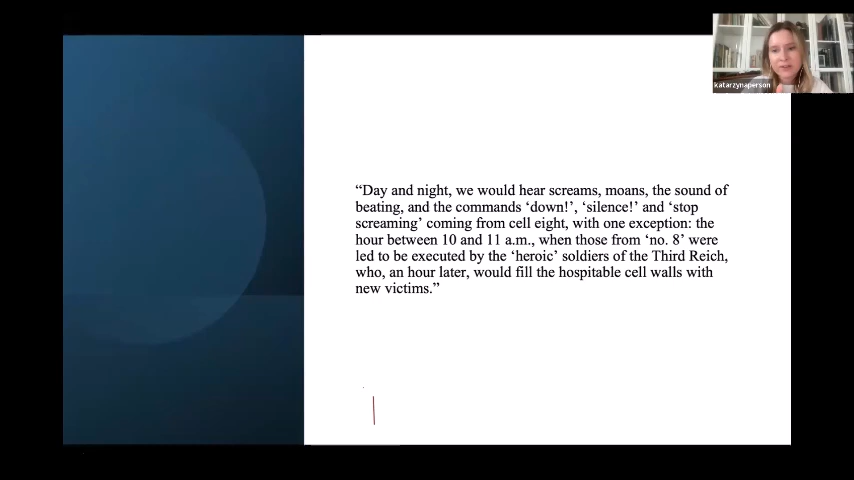 katarzynaperson
“Day and night, we would hear screams, moans, the sound of
beating, and the commands ‘down!’, ‘silence!’ and ‘stop
screaming’ coming from cell eight, with one exception: the
hour between 10 and 11 a.m., when those from ‘no. 8’ were
led to be executed by the ‘heroic’ soldiers of the Third Reich,
who, an hour later, would fill the hospitable cell walls with
new victims.”